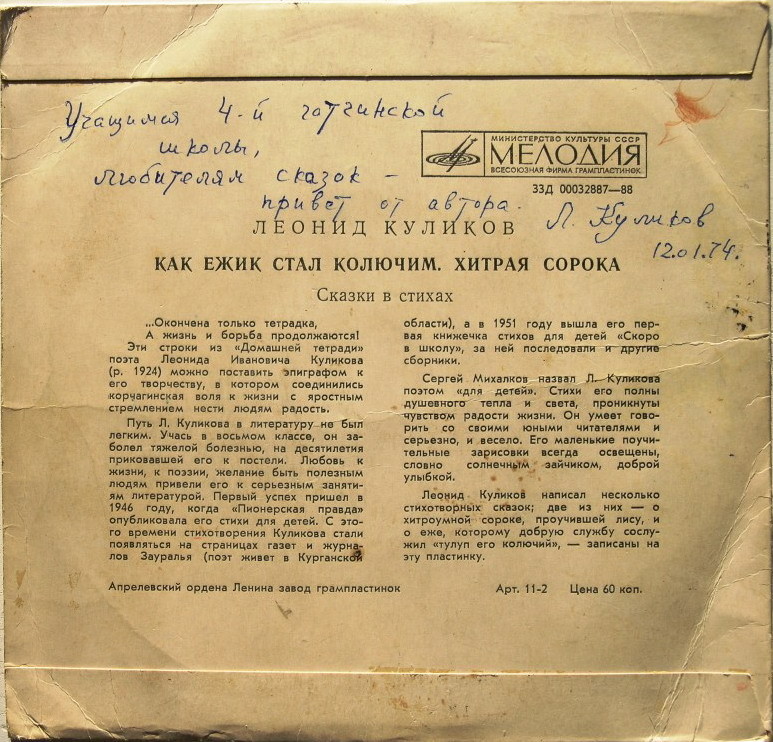 Учащимся 4-й гатчинской
школы,
любителям сказок –
привет от автора.
Л. Куликов
12.01.74.
МИНИСТЕРСТВО КУЛЬТУРЫ СССР
МЕЛОДИЯ
ВСЕСОЮЗНАЯ ФИРМА ГРАМПЛАСТИНОК
33Д 00032887—88
ЛЕОНИД КУЛИКОВ
КАК ЕЖИК СТАЛ КОЛЮЧИМ. ХИТРАЯ СОРОКА
Сказки в стихах
...Окончена только тетрадка,
А жизнь и борьба продолжаются!
Эти строки из «Домашней тетради»
поэта Леонида Ивановича Куликова
(р. 1924) можно поставить эпиграфом к
его творчеству, в котором соединились
корчагинская воля к жизни с яростным
стремлением нести людям радость.
Путь Л. Куликова в литературу не был
легким. Учась в восьмом классе, он за-
болел тяжелой болезнью, на десятилетия
приковавшей его к постели. Любовь к
жизни, к поэзии, желание быть полезным
людям привели его к серьезным заняти-
ям литературой. Первый успех пришел в
1946 году, когда «Пионерская правда»
опубликовала его стихи для детей. С это-
го времени стихотворения Куликова стали
появляться на страницах газет и журна-
лов Зауралья (поэт живет в Курганской
области), а в 1951 году вышла его пер-
вая книжечка стихов для детей «Скоро
в школу», за ней последовали и другие
сборники.
Сергей Михалков назвал Л. Куликова
поэтом «для детей». Стихи его полны
душевного тепла и света, проникнуты
чувством радости жизни. Он умеет гово-
рить со своими юными читателями и
серьезно, и весело. Его маленькие поучи-
тельные зарисовки всегда освещены,
словно солнечным зайчиком, доброй
улыбкой.
Леонид Куликов написал несколько
стихотворных сказок; две из них — о
хитроумной сороке, проучившей лису, и
о еже, которому добрую службу сослу-
жил «тулуп его колючий», — записаны на
эту пластинку.
Апрелевский ордена Ленина завод грампластинок
Арт. 11-2 Цена 60 коп.